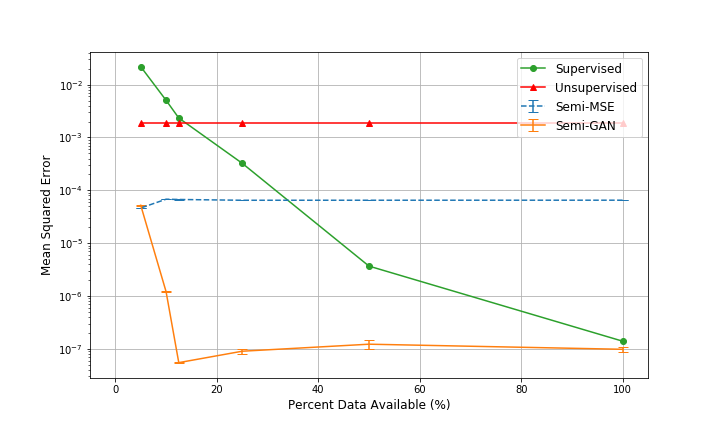 Supervised
Unsupervised
Semi-MSE
Semi-GAN
10⁻²
10⁻³
10⁻⁴
10⁻⁵
10⁻⁶
10⁻⁷
Mean Squared Error
0 20 40 60 80 100
Percent Data Available (%)